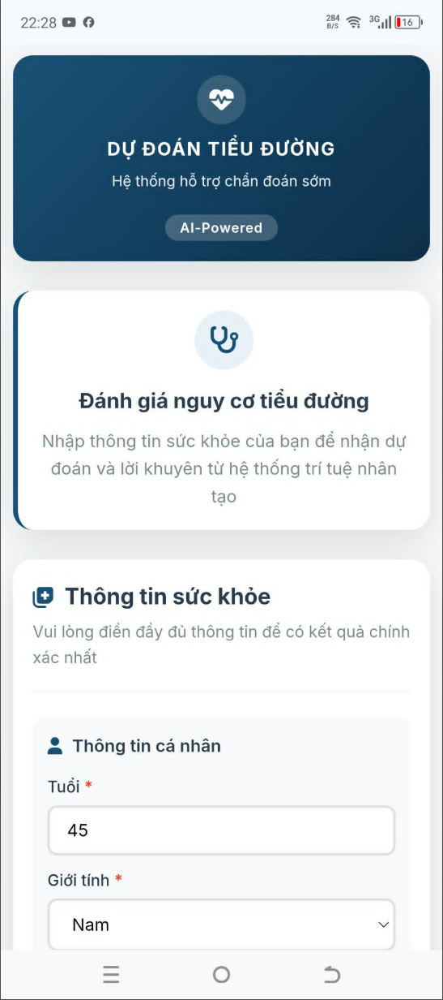 22:28
284 B/S 3G 16
DỰ ĐOÁN TIỂU ĐƯỜNG
Hệ thống hỗ trợ chẩn đoán sớm
AI-Powered
Đánh giá nguy cơ tiểu đường
Nhập thông tin sức khỏe của bạn để nhận dự
đoán và lời khuyên từ hệ thống trí tuệ nhân
tạo
Thông tin sức khỏe
Vui lòng điền đầy đủ thông tin để có kết quả chính
xác nhất
Thông tin cá nhân
Tuổi *
45
Giới tính *
Nam